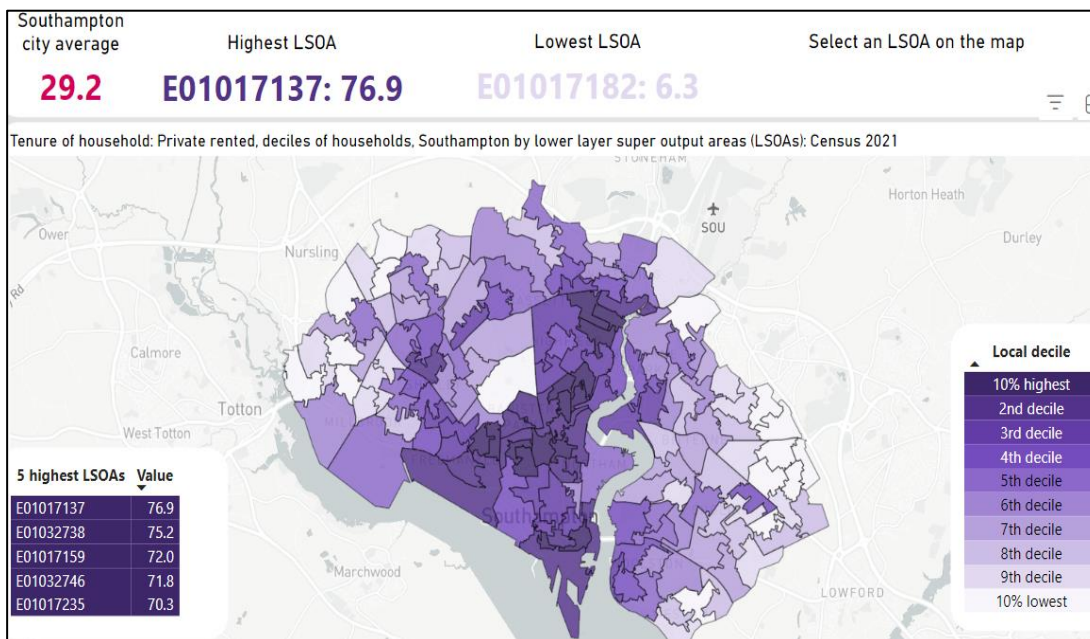 Southampton
city average
29.2
Highest LSOA
E01017137: 76.9
Lowest LSOA
E01017182: 6.3
Select an LSOA on the map
Tenure of household: Private rented, deciles of households, Southampton by lower layer super output areas (LSOAs): Census 2021
STONEHAM
Horton Heath
SOU
Durley
Ower
Nursling
Rd
Calmore
Totton
West Totton
Southampton
Marchwood
LOWFORD
5 highest LSOAs Value
E01017137 76.9
E01032738 75.2
E01017159 72.0
E01032746 71.8
E01017235 70.3
Local decile
10% highest
2nd decile
3rd decile
4th decile
5th decile
6th decile
7th decile
8th decile
9th decile
10% lowest